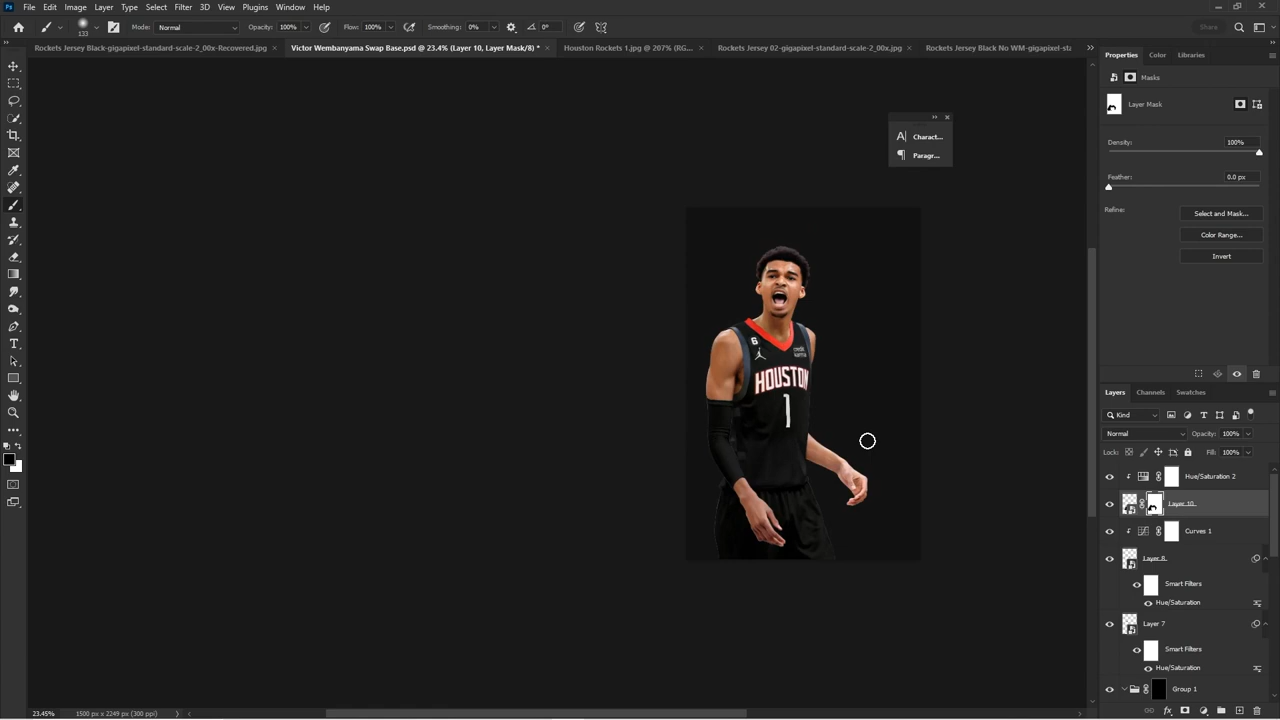 File Edit Image Layer Type Select Filter 3D View Plugins Window Help
133 Mode: Normal Opacity: 100% Flow: 100% Smoothing: 0% 0° Share
Rockets Jersey Black-gigapixel-standard-scale-2_00x-Recovered.jpg × Victor Wembanyama Swap Base.psd @ 23.4% (Layer 10, Layer Mask/8) * × Houston Rockets 1.jpg @ 207% (RG... × Rockets Jersey 02-gigapixel-standard-scale-2_00x.jpg × Rockets Jersey Black No WM-gigapixel-sta
Properties Color Libraries
Masks
Layer Mask
Density: 100%
Feather: 0.0 px
Refine: Select and Mask...
Color Range...
Invert
Charact...
Paragr...
6
credit
karma
HOUSTON
1
Layers Channels Swatches
Kind
Normal Opacity: 100%
Lock: Fill: 100%
Hue/Saturation 2
Layer 10
Curves 1
Layer 8
Smart Filters
Hue/Saturation
Layer 7
Smart Filters
Hue/Saturation
Group 1
23.45% 1500 px x 2249 px (300 ppi)